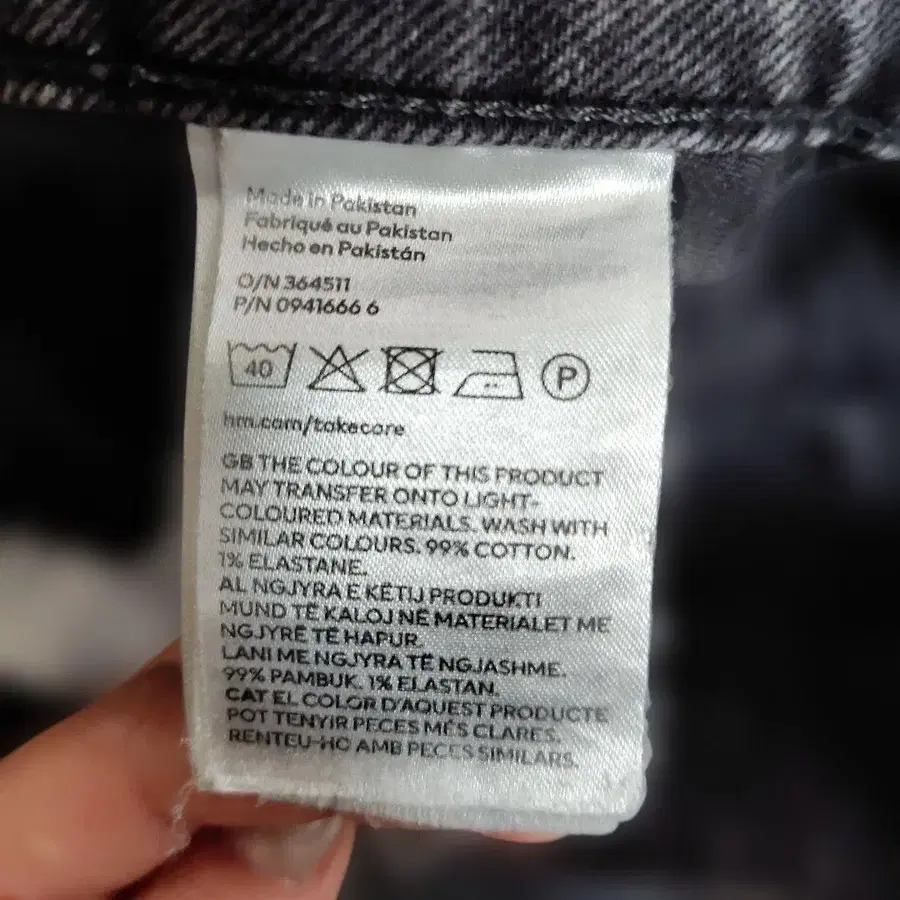 Made in Pakistan
Fabriqué au Pakistan
Hecho en Pakistán
O/N 364511
P/N 0941666 6
40
P
hm.com/takecare
GB THE COLOUR OF THIS PRODUCT
MAY TRANSFER ONTO LIGHT-
COLOURED MATERIALS. WASH WITH
SIMILAR COLOURS. 99% COTTON.
1% ELASTANE.
AL NGJYRA E KËTIJ PRODUKTI
MUND TË KALOJ NË MATERIALET ME
NGJYRË TË HAPUR.
LANI ME NGJYRA TË NGJASHME.
99% PAMBUK. 1% ELASTAN.
CAT EL COLOR D'AQUEST PRODUCTE
POT TENYIR PECES MÉS CLARES.
RENTEU-HO AMB PECES SIMILARS.